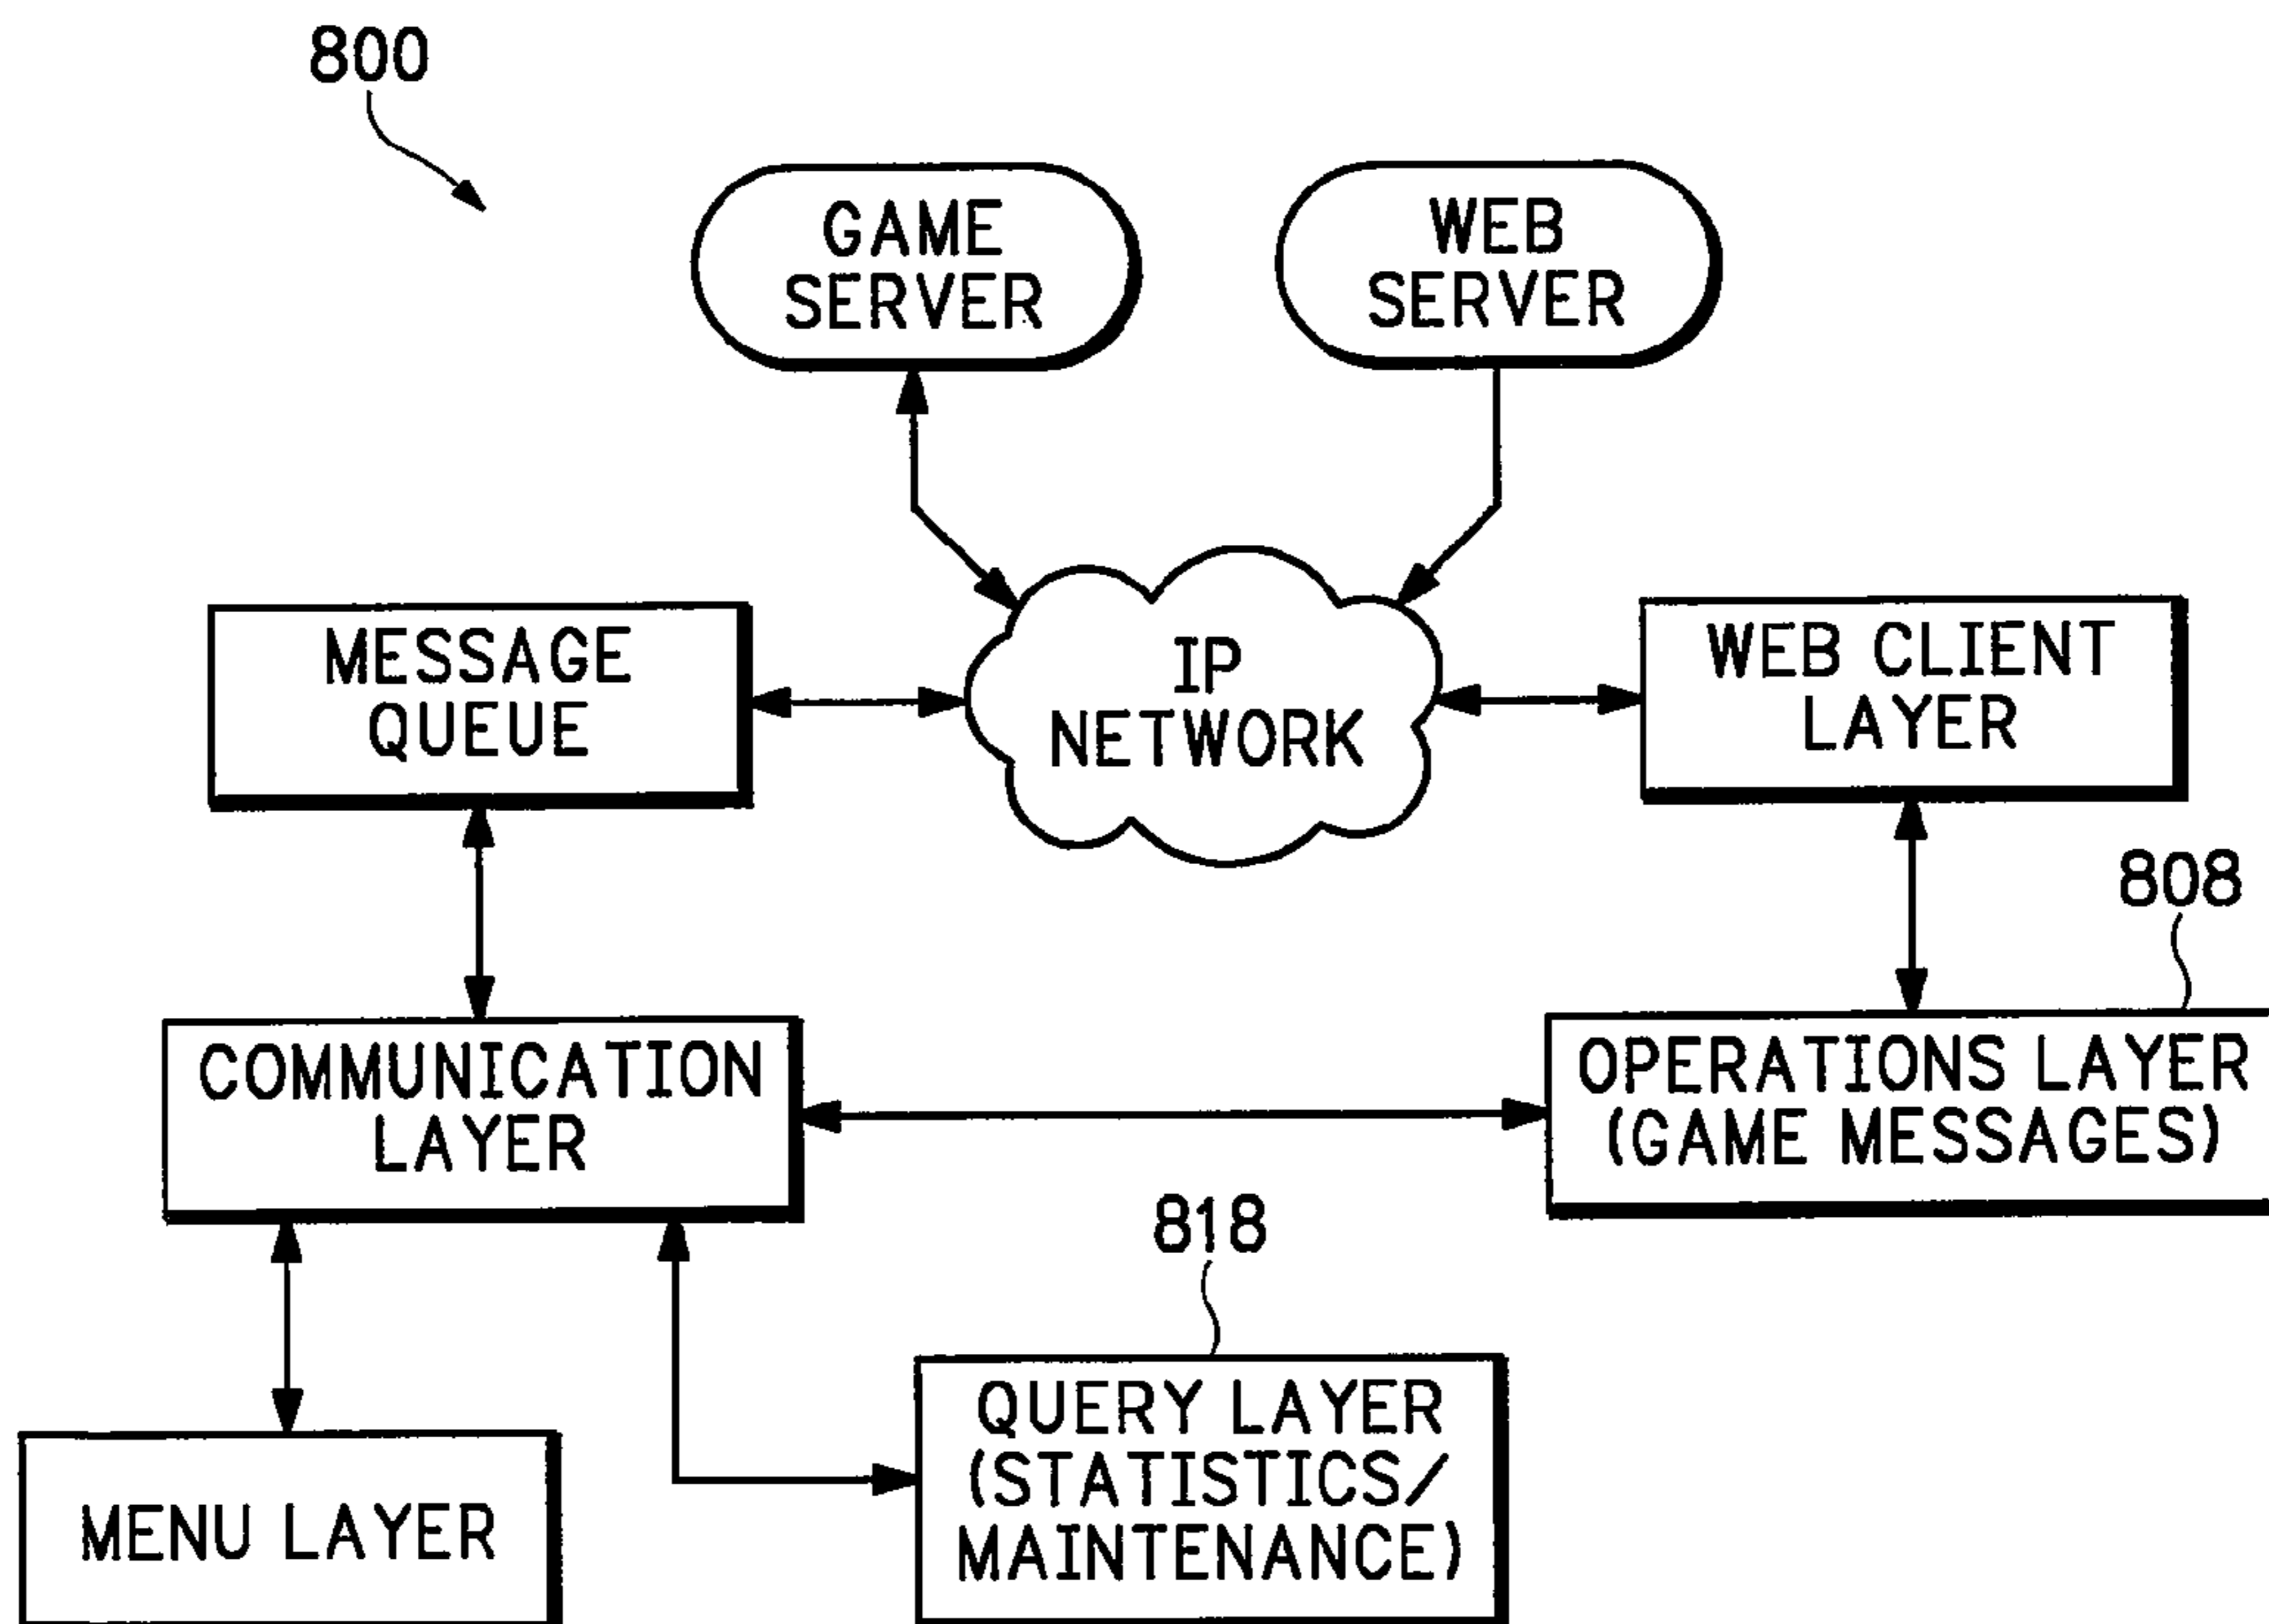 800
GAME
SERVER
WEB
SERVER
MESSAGE
QUEUE
IP
NETWORK
WEB CLIENT
LAYER
808
COMMUNICATION
LAYER
OPERATIONS LAYER
(GAME MESSAGES)
818
QUERY LAYER
(STATISTICS/
MAINTENANCE)
MENU LAYER